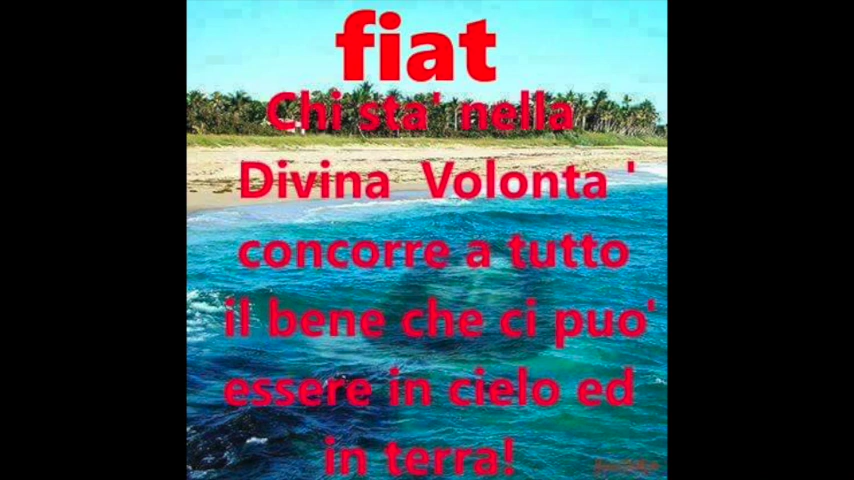 fiat
Chi sta' nella
Divina Volonta '
concorre a tutto
il bene che ci puo'
essere in cielo ed
in terra!